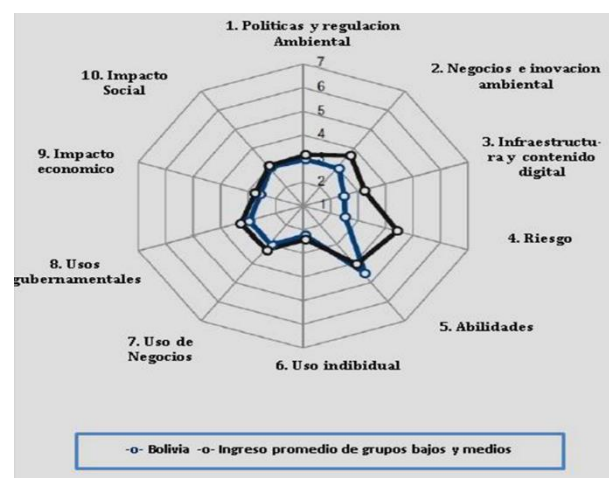 1. Politicas y regulacion
Ambiental
2. Negocios e inovacion
ambiental
3. Infraestructu-
ra y contenido
digital
4. Riesgo
5. Abilidades
6. Uso indibidual
7. Uso de
Negocios
8. Usos
gubernamentales
9. Impacto
economico
10. Impacto
Social
7
6
5
4
3
2
1
-o- Bolivia -o- Ingreso promedio de grupos bajos y medios